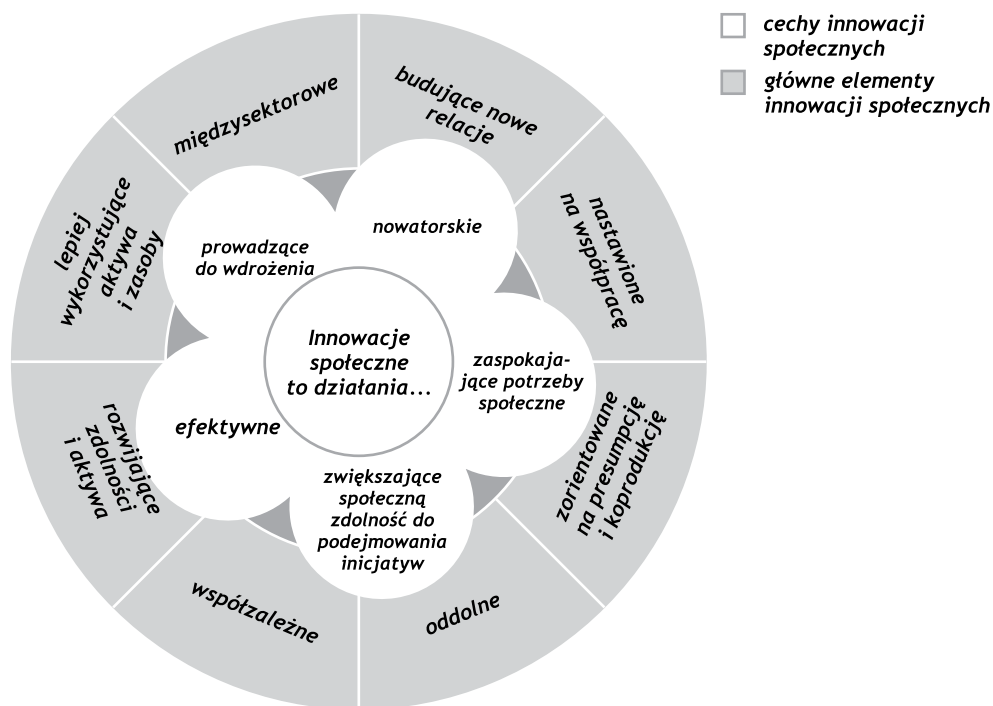 cechy innowacji
społecznych
główne elementy
innowacji społecznych
międzysektorowe
budujące nowe
relacje
nastawione
na współpracę
zorientowane
na presumpcję
i koprodukcję
oddolne
współzależne
rozwijające
zdolności
i aktywa
lepiej
wykorzystujące
aktywa
i zasoby
prowadzące
do wdrożenia
nowatorskie
zaspokaja-
jące potrzeby
społeczne
zwiększające
społeczną
zdolność do
podejmowania
inicjatyw
efektywne
Innowacje
społeczne
to działania...